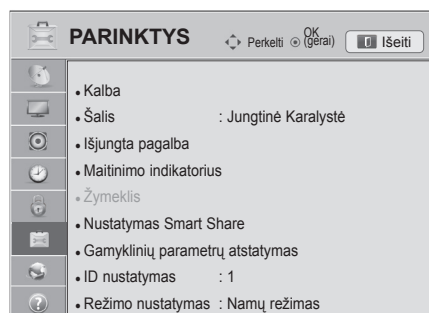 PARINKTYS
Perkelti
OK
(gerai)
Išeiti
• Kalba
• Šalis : Jungtinė Karalystė
• Išjungta pagalba
• Maitinimo indikatorius
• Žymeklis
• Nustatymas Smart Share
• Gamyklinių parametrų atstatymas
• ID nustatymas : 1
• Režimo nustatymas : Namų režimas